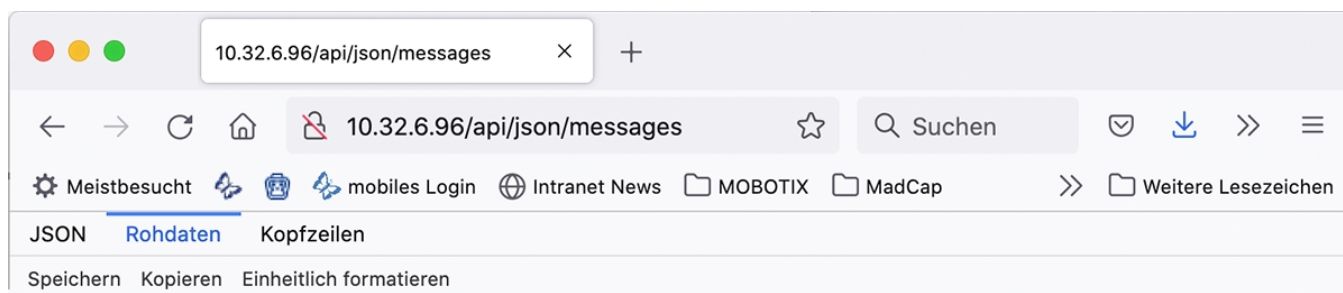 10.32.6.96/api/json/messages
10.32.6.96/api/json/messages Suchen
Meistbesucht mobiles Login Intranet News MOBOTIX MadCap Weitere Lesezeichen
JSON Rohdaten Kopfzeilen
Speichern Kopieren Einheitlich formatieren